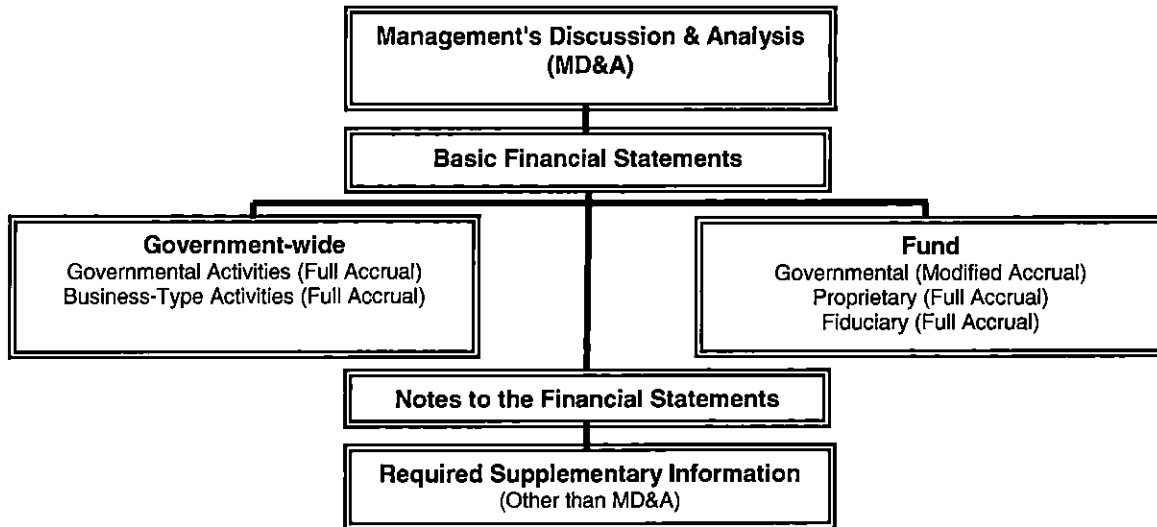 Management's Discussion & Analysis
(MD&A)
Basic Financial Statements
Government-wide
Governmental Activities (Full Accrual)
Business-Type Activities (Full Accrual)
Fund
Governmental (Modified Accrual)
Proprietary (Full Accrual)
Fiduciary (Full Accrual)
Notes to the Financial Statements
Required Supplementary Information
(Other than MD&A)